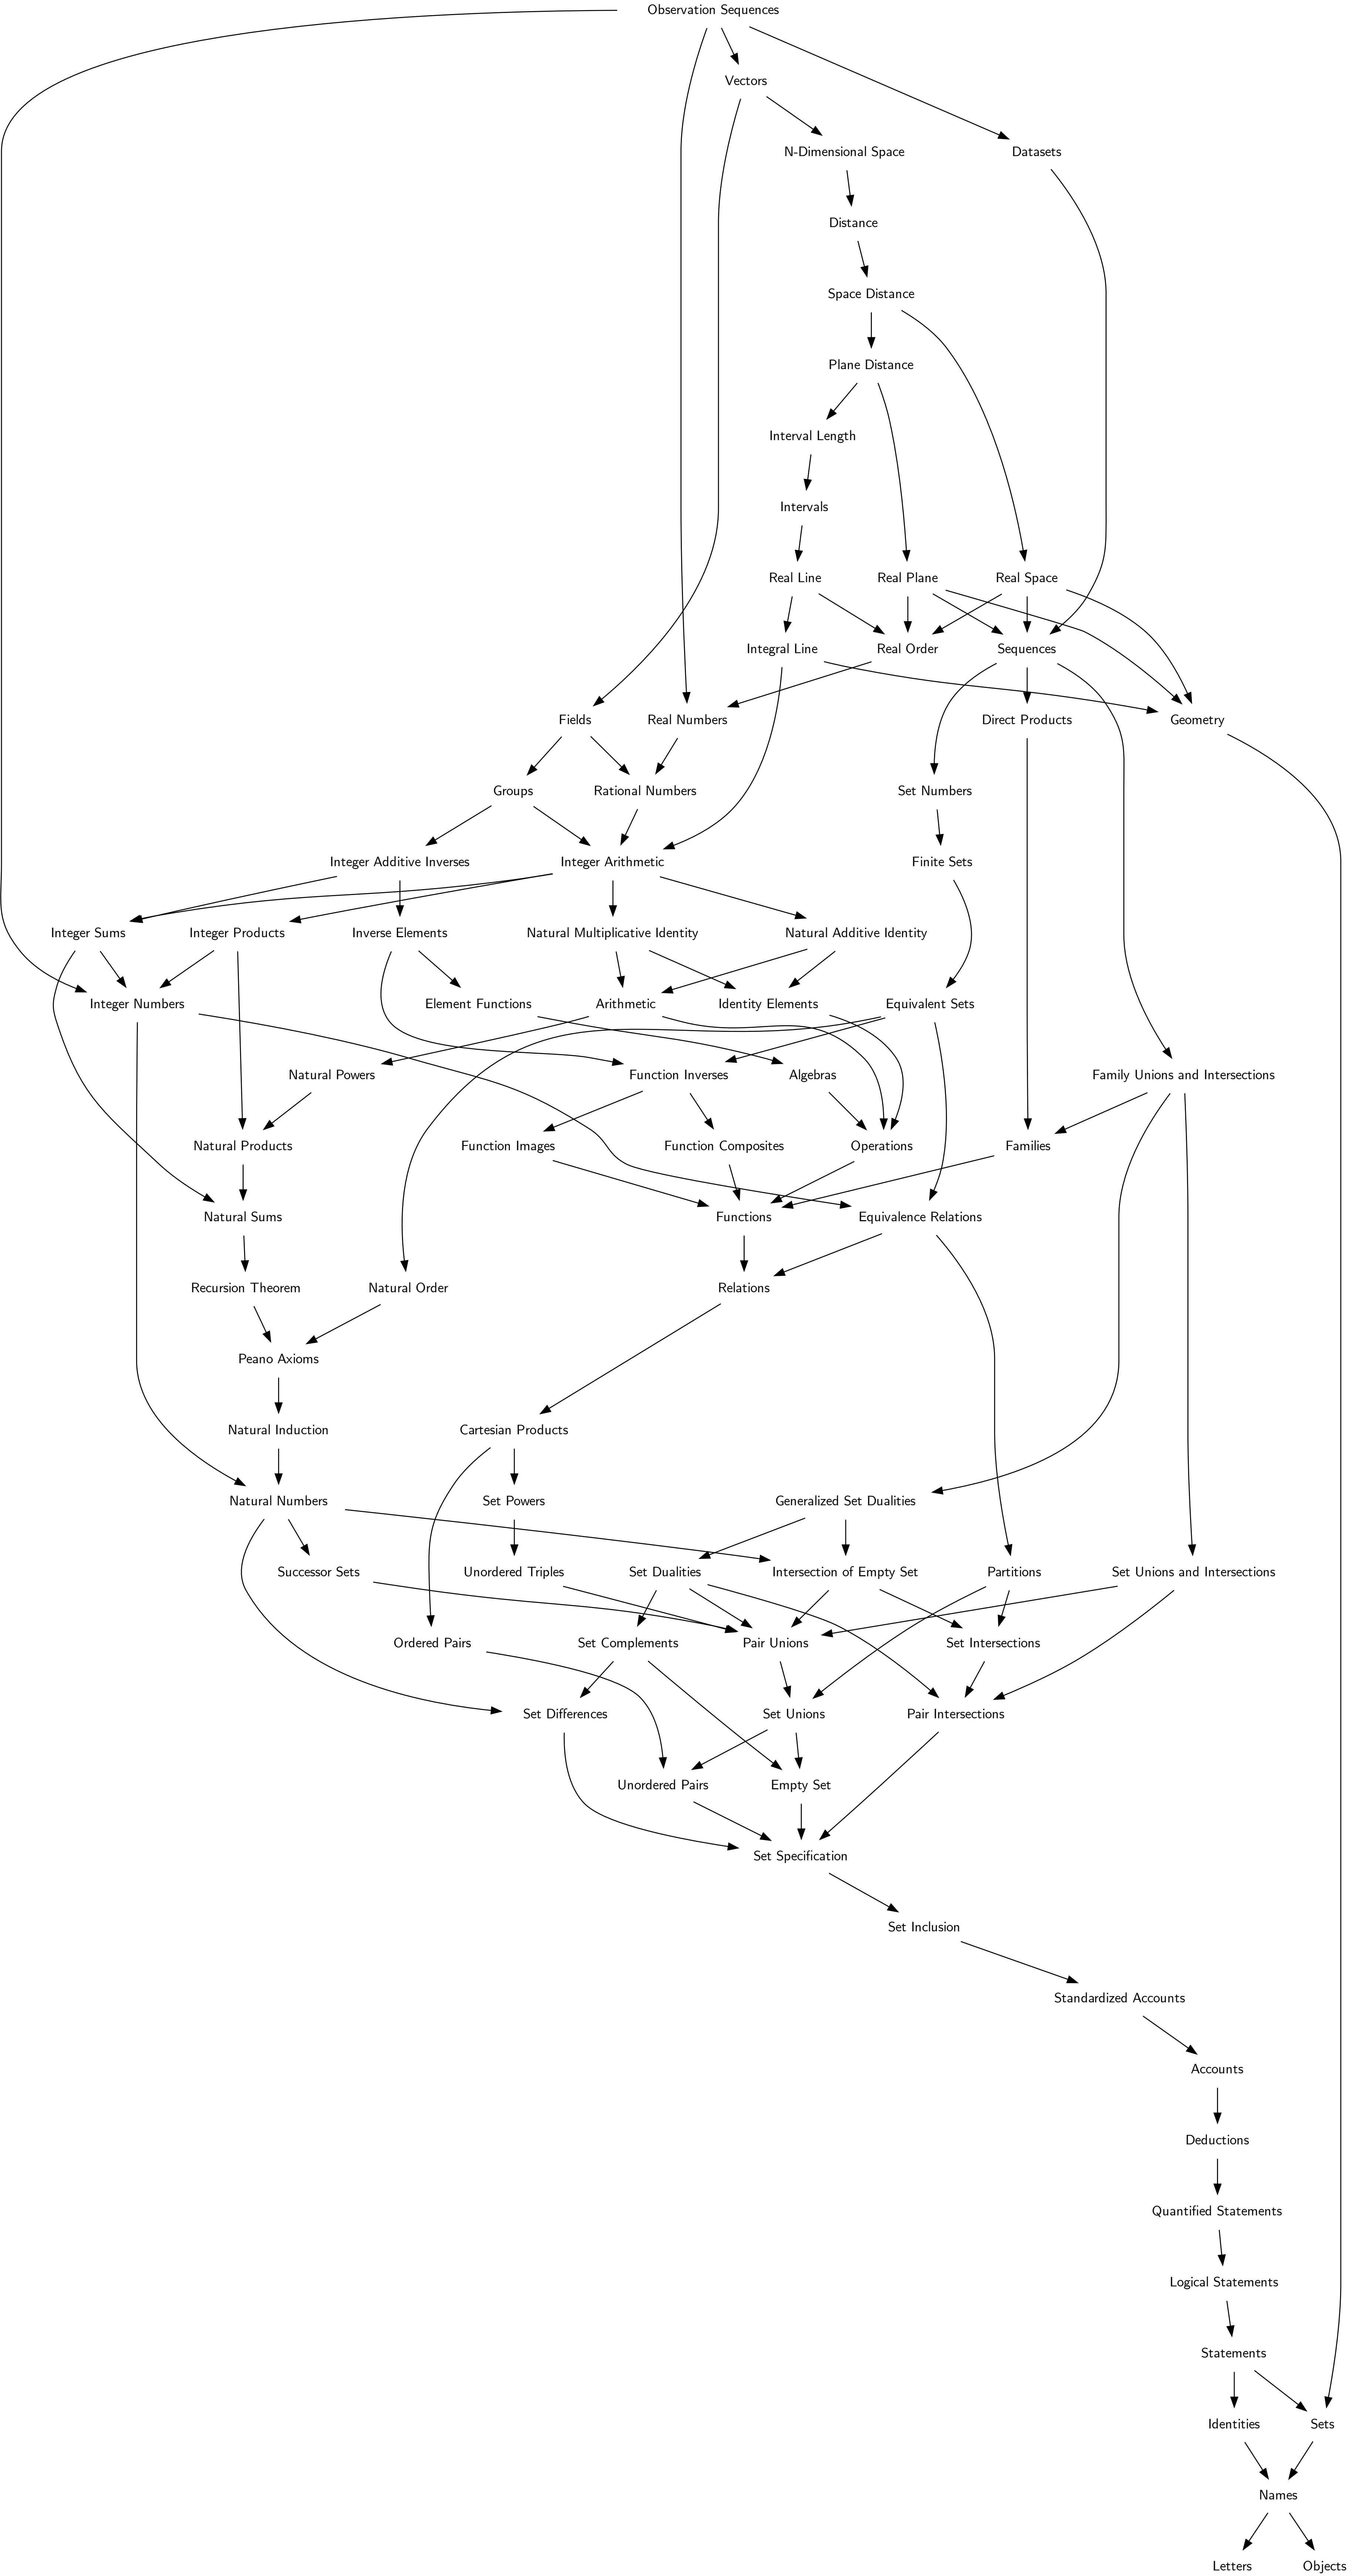 Observation Sequences
Vectors
N-Dimensional Space
Datasets
Distance
Space Distance
Plane Distance
Interval Length
Intervals
Real Line
Real Plane
Real Space
Integral Line
Real Order
Sequences
Fields
Real Numbers
Direct Products
Geometry
Groups
Rational Numbers
Set Numbers
Integer Additive Inverses
Integer Arithmetic
Finite Sets
Integer Sums
Integer Products
Inverse Elements
Natural Multiplicative Identity
Natural Additive Identity
Integer Numbers
Element Functions
Arithmetic
Identity Elements
Equivalent Sets
Natural Powers
Function Inverses
Algebras
Family Unions and Intersections
Natural Products
Function Images
Function Composites
Operations
Families
Natural Sums
Functions
Equivalence Relations
Recursion Theorem
Natural Order
Relations
Peano Axioms
Natural Induction
Cartesian Products
Natural Numbers
Set Powers
Generalized Set Dualities
Successor Sets
Unordered Triples
Set Dualities
Intersection of Empty Set
Partitions
Set Unions and Intersections
Ordered Pairs
Set Complements
Pair Unions
Set Intersections
Set Differences
Set Unions
Pair Intersections
Unordered Pairs
Empty Set
Set Specification
Set Inclusion
Standardized Accounts
Accounts
Deductions
Quantified Statements
Logical Statements
Statements
Identities
Sets
Names
Letters
Objects